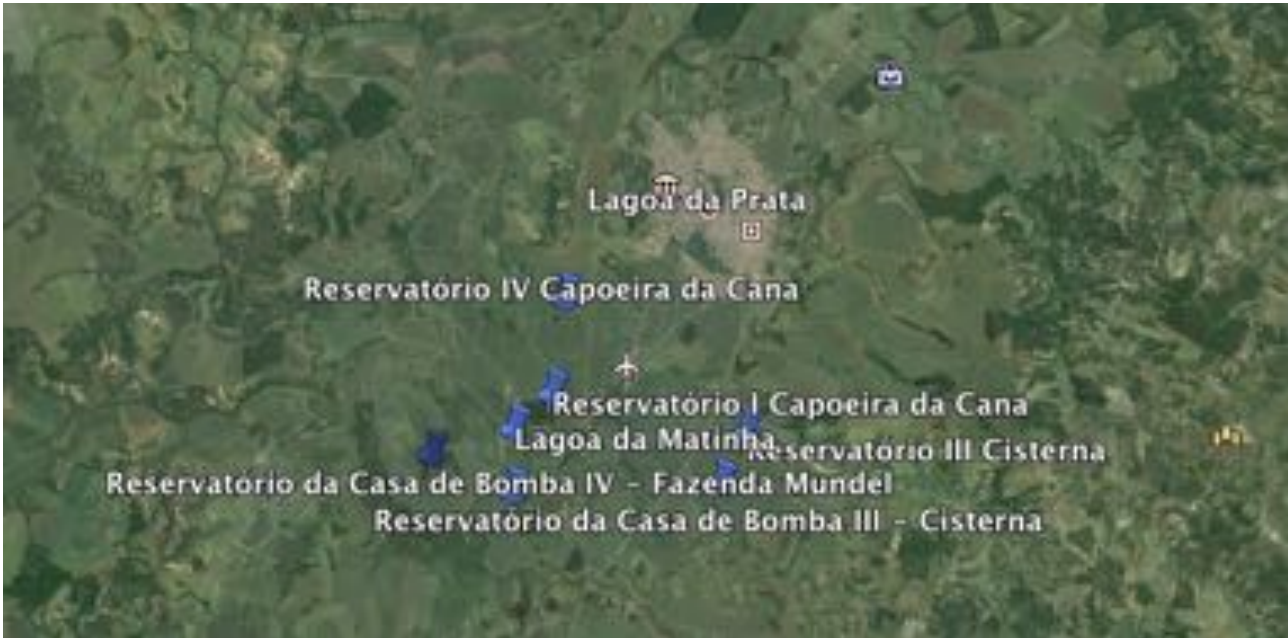 Lagoa da Prata
Reservatório IV Capoeira da Cana
Reservatório I Capoeira da Cana
Lagoa da Matinha
Reservatório III Cisterna
Reservatório da Casa de Bomba IV - Fazenda Mundel
Reservatório da Casa de Bomba III - Cisterna